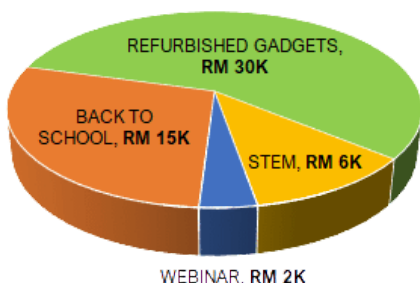 REFURBISHED GADGETS,
RM 30K
BACK TO
SCHOOL, RM 15K
STEM, RM 6K
WEBINAR, RM 2K